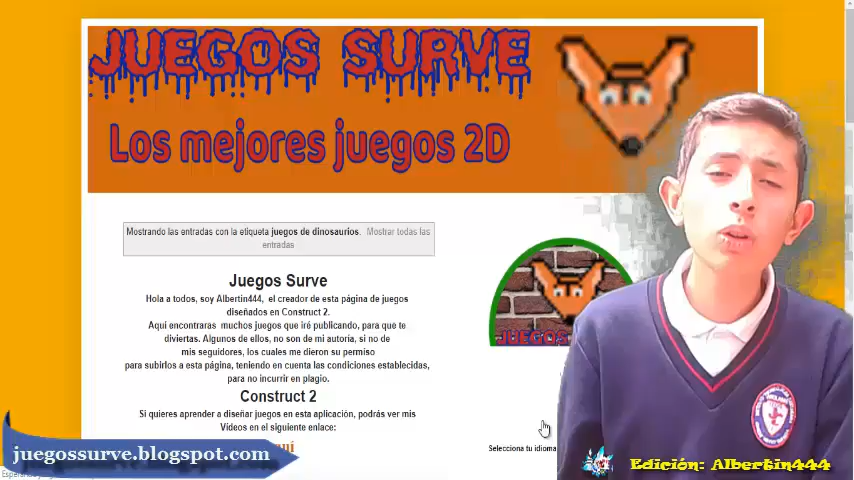 JUEGOS SURVE
Los mejores juegos 2D
Mostrando las entradas con la etiqueta juegos de dinosaurios. Mostrar todas las
entradas
Juegos Surve
Hola a todos, soy Albertin444, el creador de esta página de juegos
diseñados en Construct 2.
Aquí encontraras muchos juegos que iré publicando, para que te
diviertas. Algunos de ellos, no son de mi autoria, si no de
mis seguidores, los cuales me dieron su permiso
para subirlos a esta página, teniendo en cuenta las condiciones establecidas,
para no incurrir en plagio.
Construct 2
Si quieres aprender a diseñar juegos en esta aplicación, podrás ver mis
Vídeos en el siguiente enlace:
JUEGOS
Selecciona tu idioma
juegossurve.blogspot.com
Edición: Albertin444